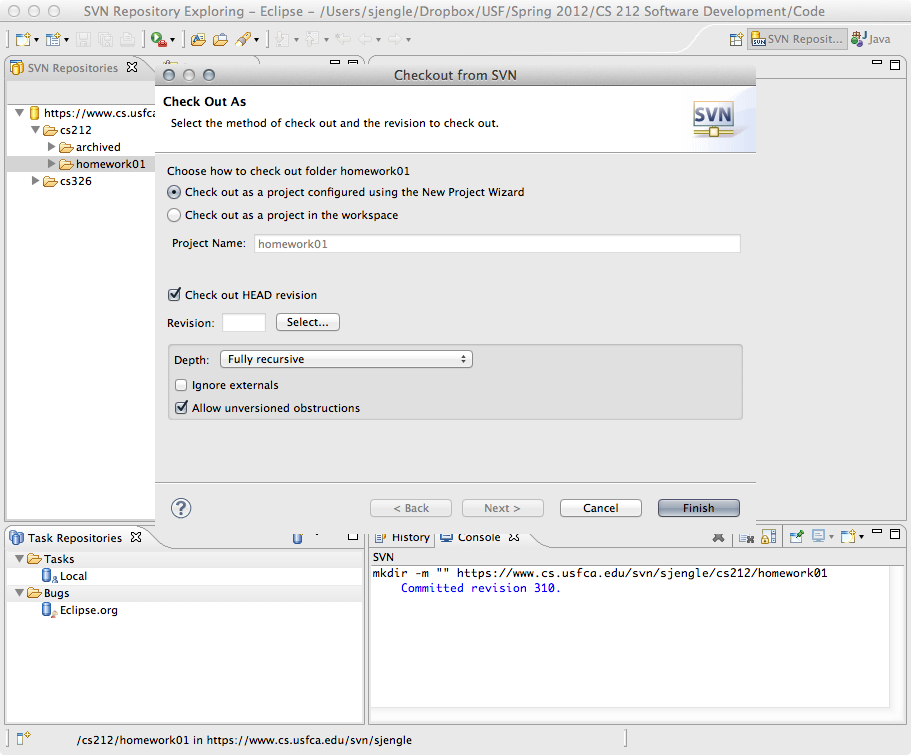 SVN Repository Exploring – Eclipse – /Users/sjengle/Dropbox/USF/Spring 2012/CS 212 Software Development/Code
SVN Reposit... Java
SVN Repositories
Checkout from SVN
Check Out As
Select the method of check out and the revision to check out.
SVN
https://www.cs.usfca
cs212
archived
homework01
cs326
Choose how to check out folder homework01
Check out as a project configured using the New Project Wizard
Check out as a project in the workspace
Project Name: homework01
Check out HEAD revision
Revision: Select...
Depth: Fully recursive
Ignore externals
Allow unversioned obstructions
? < Back Next > Cancel Finish
Task Repositories
Tasks
Local
Bugs
Eclipse.org
History Console
SVN
mkdir -m "" https://www.cs.usfca.edu/svn/sjengle/cs212/homework01
Committed revision 310.
/cs212/homework01 in https://www.cs.usfca.edu/svn/sjengle